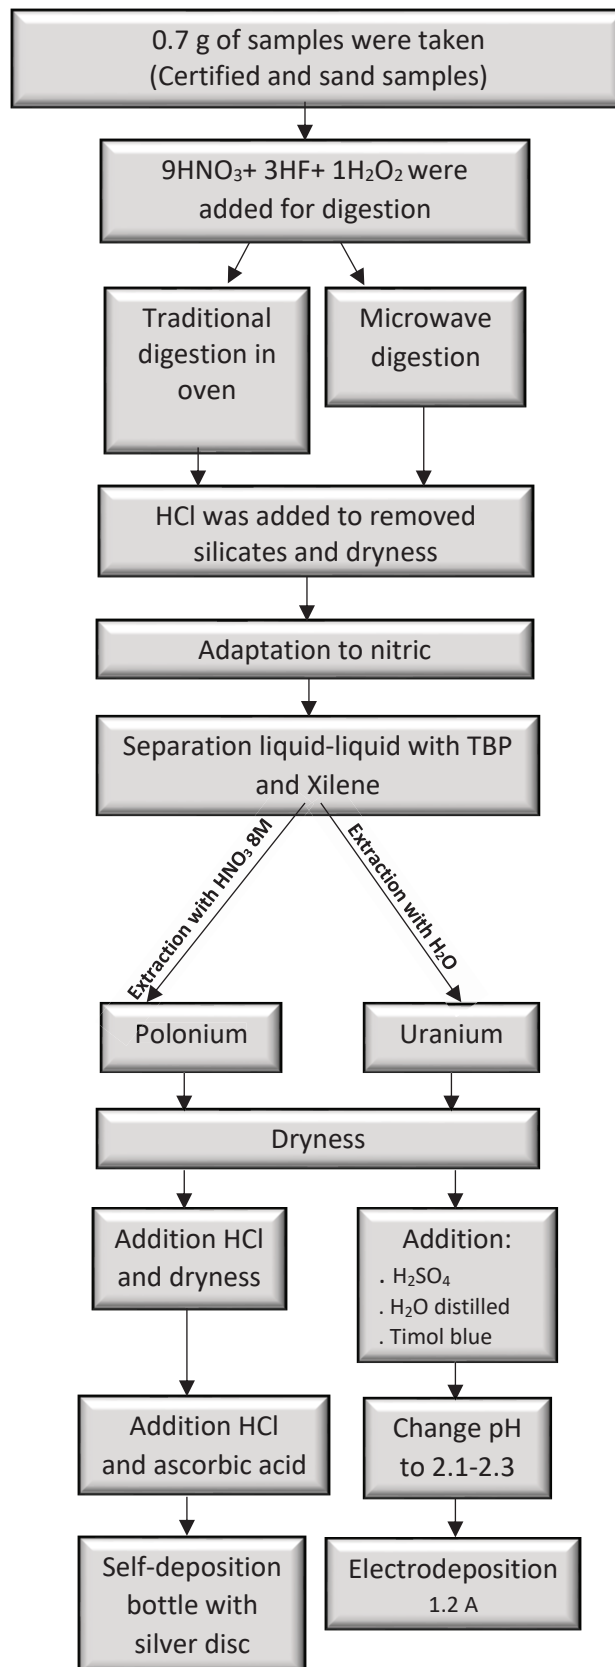 0.7 g of samples were taken
(Certified and sand samples)
9HNO₃+ 3HF+ 1H₂O₂ were
added for digestion
Traditional
digestion in
oven
Microwave
digestion
HCl was added to removed
silicates and dryness
Adaptation to nitric
Separation liquid-liquid with TBP
and Xilene
Extraction with HNO₃ 8M
Extraction with H₂O
Polonium
Uranium
Dryness
Addition HCl
and dryness
Addition:
. H₂SO₄
. H₂O distilled
. Timol blue
Addition HCl
and ascorbic acid
Change pH
to 2.1-2.3
Self-deposition
bottle with
silver disc
Electrodeposition
1.2 A